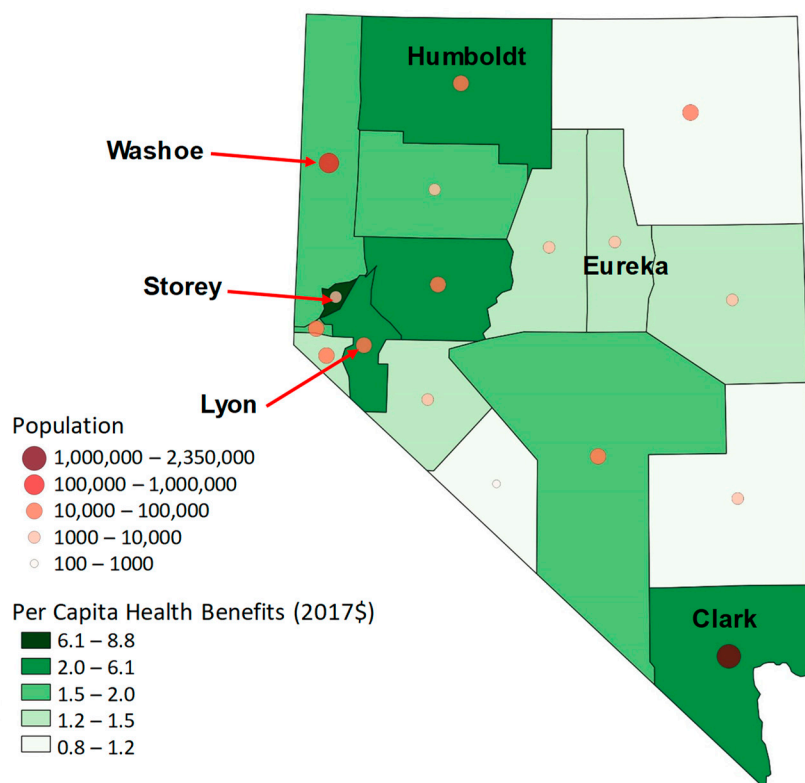 Humboldt
Washoe
Eureka
Storey
Lyon
Population
1,000,000 – 2,350,000
100,000 - 1,000,000
10,000 - 100,000
1000 – 10,000
100 – 1000
Per Capita Health Benefits (2017$)
6.1 – 8.8
2.0 – 6.1
1.5 – 2.0
1.2 – 1.5
0.8 – 1.2
Clark